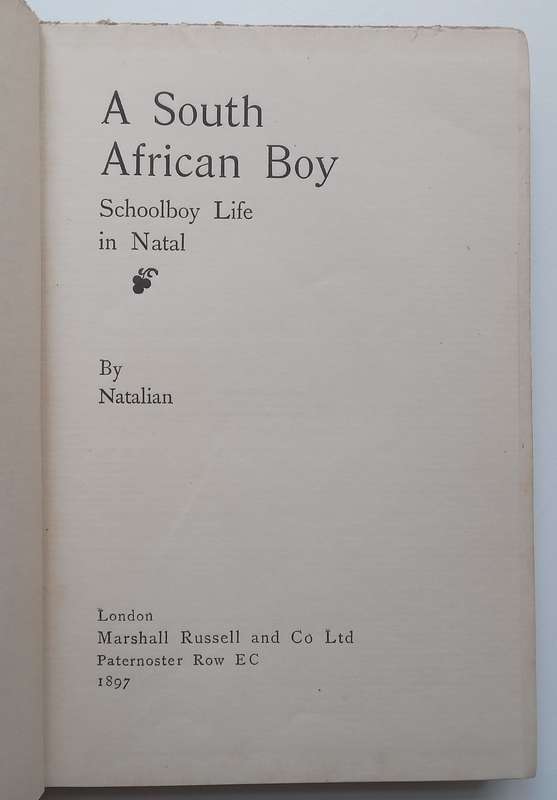 A South
African Boy
Schoolboy Life
in Natal
By
Natalian
London
Marshall Russell and Co Ltd
Paternoster Row EC
1897